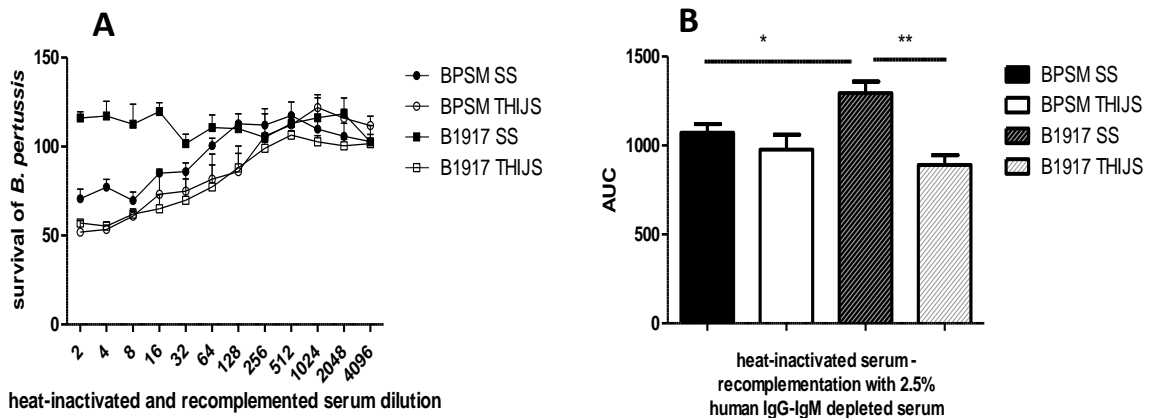 A
survival of B. pertussis
150
100
50
0
2
4
8
16
32
64
128
256
512
1024
2048
4096
heat-inactivated and recomplemented serum dilution
BPSM SS
BPSM THIJS
B1917 SS
B1917 THIJS
B
AUC
1500
1000
500
0
*
**
heat-inactivated serum -
recomplementation with 2.5%
human IgG-IgM depleted serum
BPSM SS
BPSM THIJS
B1917 SS
B1917 THIJS